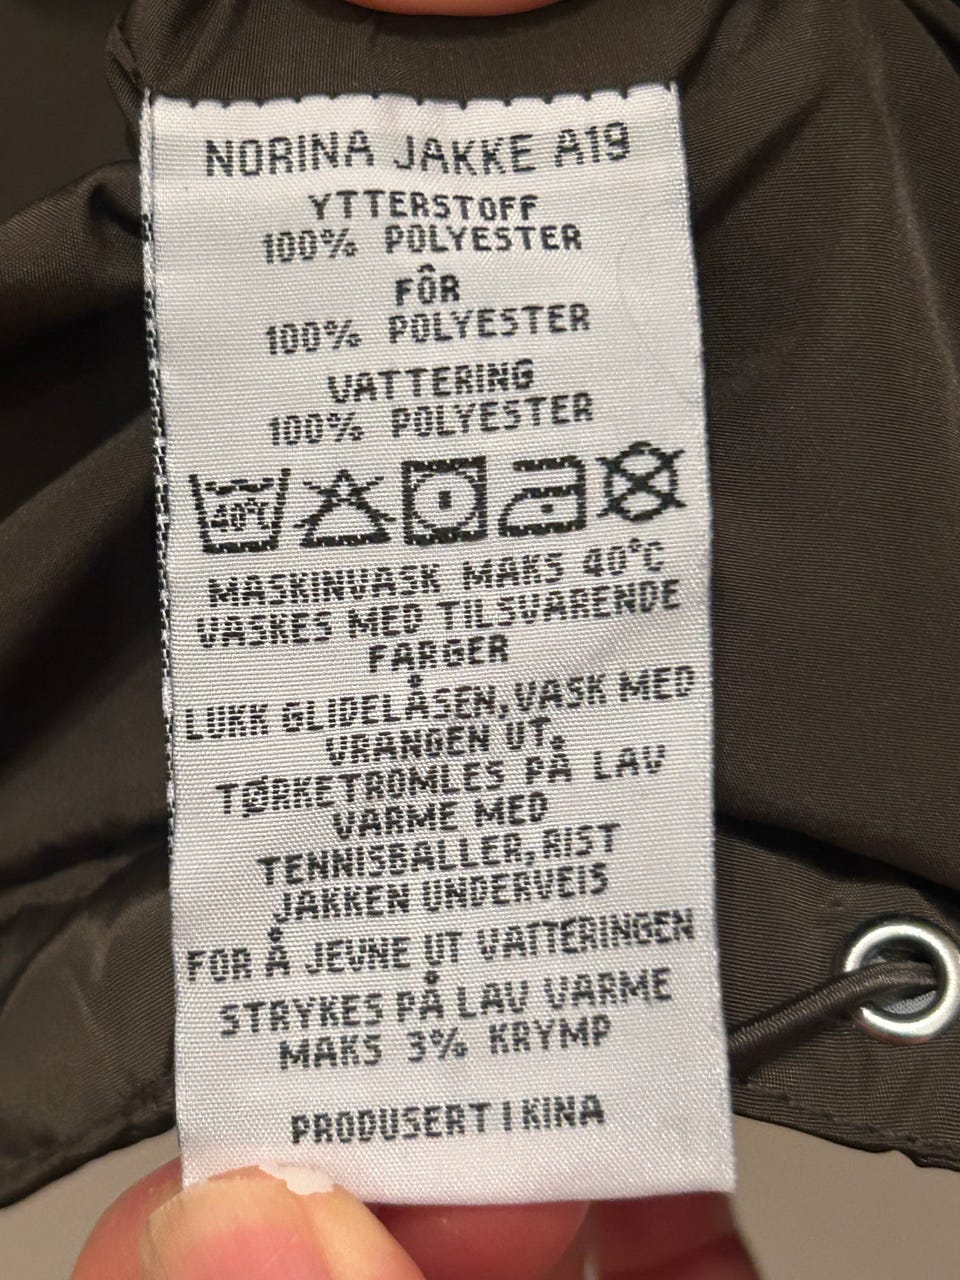 NORINA JAKKE A19
YTTERSTOFF
100% POLYESTER
FÔR
100% POLYESTER
VATTERING
100% POLYESTER
40°C
MASKINVASK MAKS 40°C
VASKES MED TILSVARENDE
FARGER
LUKK GLIDELÅSEN, VASK MED
VRANGEN UT.
TØRKETROMLES PÅ LAV
VARME MED
TENNISBALLER, RIST
JAKKEN UNDERVEIS
FOR Å JEVNE UT VATTERINGEN
STRYKES PÅ LAV VARME
MAKS 3% KRYMP
PRODUSERT I KINA